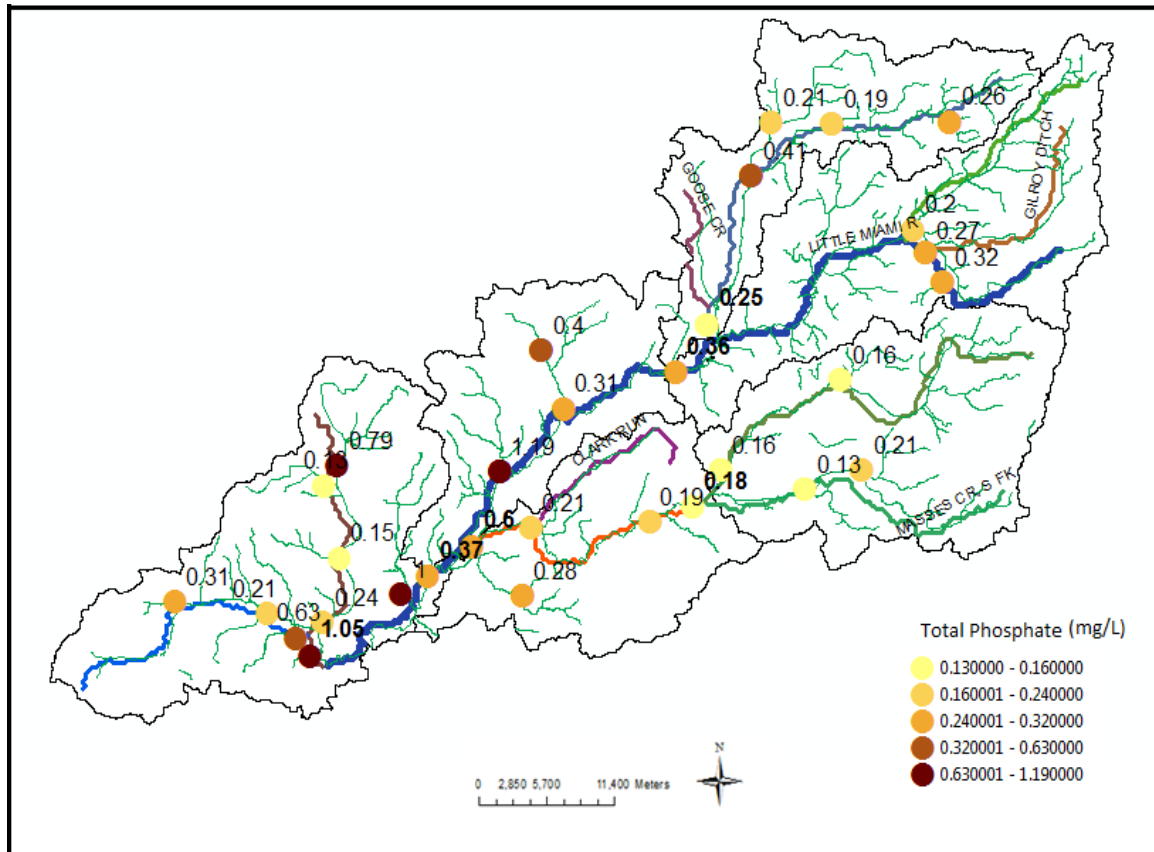 0.21
0.19
0.26
0.41
GOOSE CR
GILROY DITCH
0.2
LITTLE MIAMI R
0.27
0.32
0.25
0.36
0.4
0.16
0.31
0.79
0.13
1.19
CLARK RUN
0.16
0.21
0.13
0.18
0.19
MASSES CR S FK
0.21
0.6
0.15
0.37
1
0.28
0.31
0.21
0.24
0.63
1.05
Total Phosphate (mg/L)
0.130000 - 0.160000
0.160001 - 0.240000
0.240001 - 0.320000
0.320001 - 0.630000
0.630001 - 1.190000
N
0 2,850 5,700 11,400 Meters